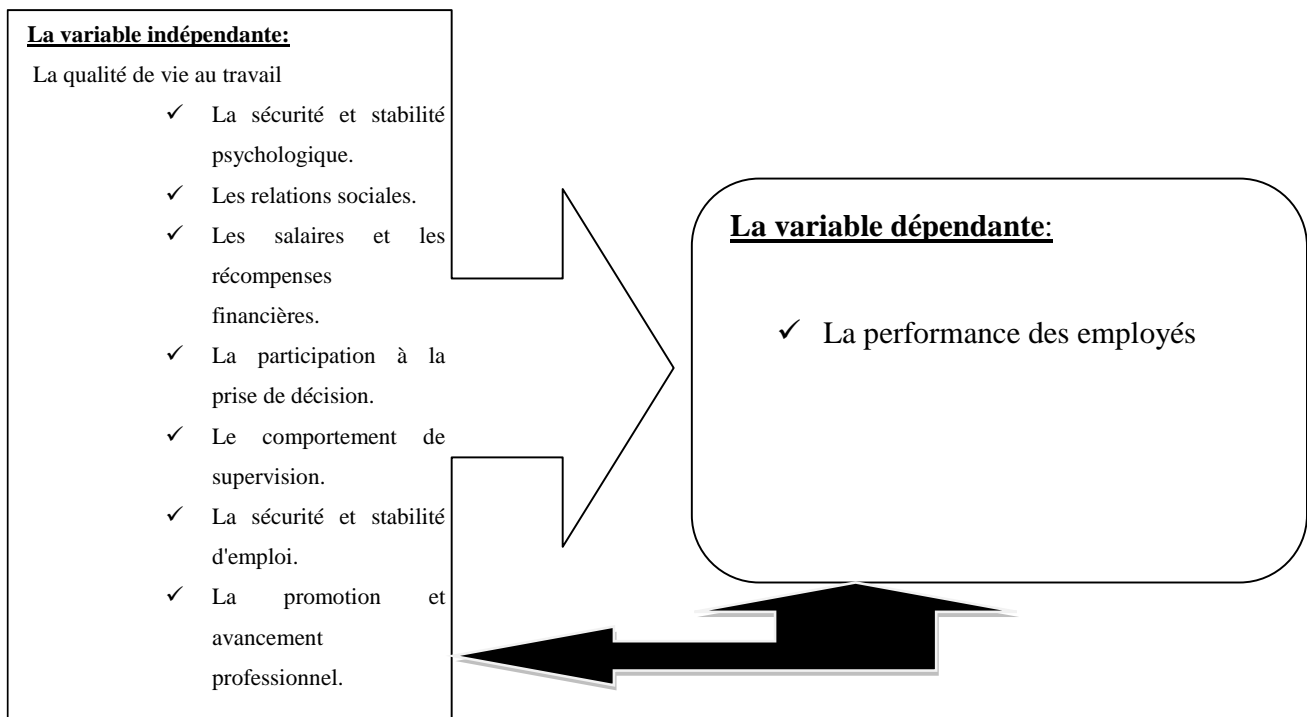 La variable indépendante:
La qualité de vie au travail
✓ La sécurité et stabilité
psychologique.
✓ Les relations sociales.
✓ Les salaires et les
récompenses
financières.
✓ La participation à la
prise de décision.
✓ Le comportement de
supervision.
✓ La sécurité et stabilité
d'emploi.
✓ La promotion et
avancement
professionnel.
La variable dépendante:
✓ La performance des employés